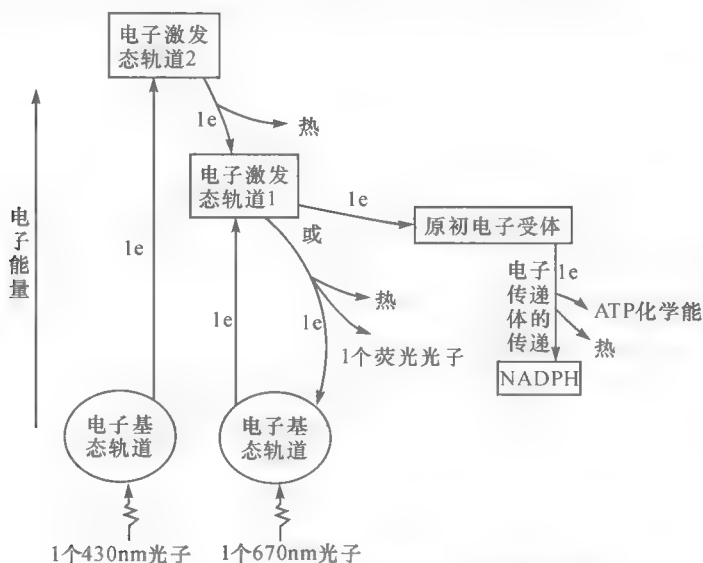 电子激发
态轨道2
1e
热
电子激发
态轨道1
1e
原初电子受体
或
电子能量
1e
1e
1e
热
1个荧光光子
电子传递体的传递
1e
ATP化学能
热
NADPH
电子基
态轨道
电子基
态轨道
1个430nm光子
1个670nm光子